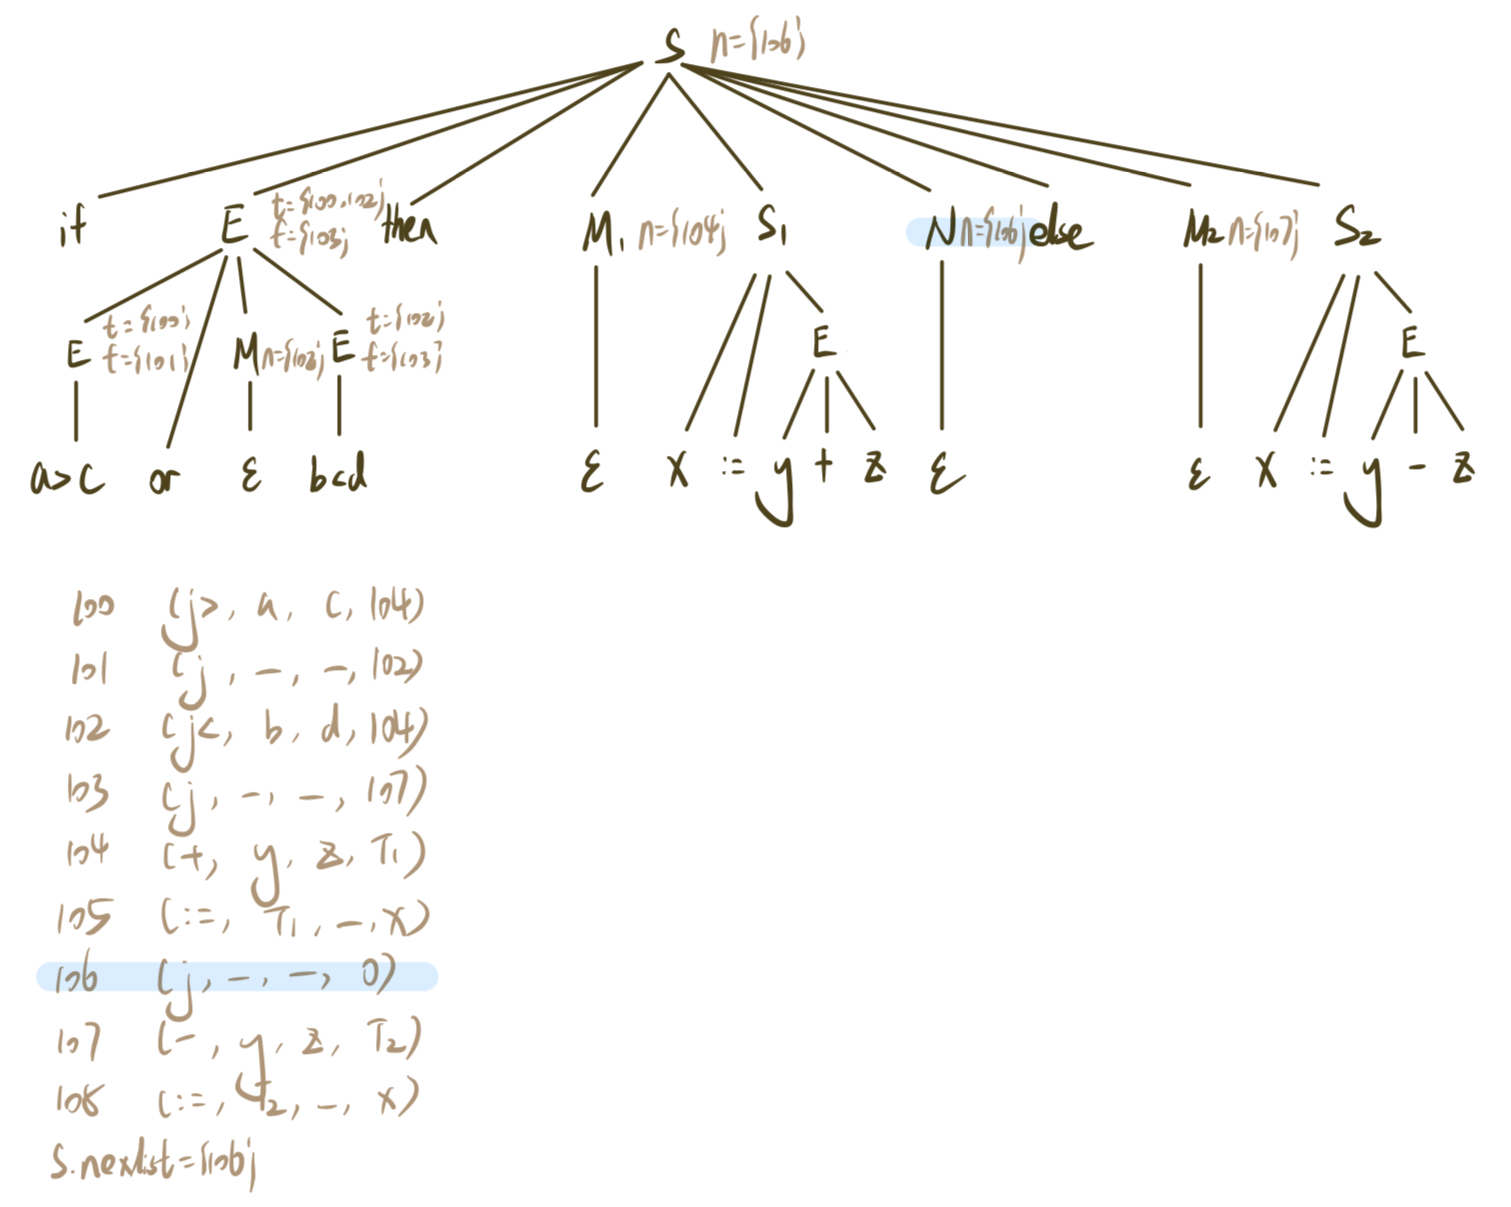 S n={106}
if E t={100,102} f={103} then M₁ n={104} S₁ N n={106} else M₂ n={107} S₂
E t={100} f={101} M n={102} E t={102} f={103} E E
a>c or ε b<d ε x := y + z ε ε x := y - z
100 (j>, a, c, 104)
101 (j, -, -, 102)
102 (j<, b, d, 104)
103 (j, -, -, 107)
104 (+, y, z, T₁)
105 (:=, T₁, -, x)
106 (j, -, -, 0)
107 (-, y, z, T₂)
108 (:=, T₂, -, x)
S.nexlist={106}